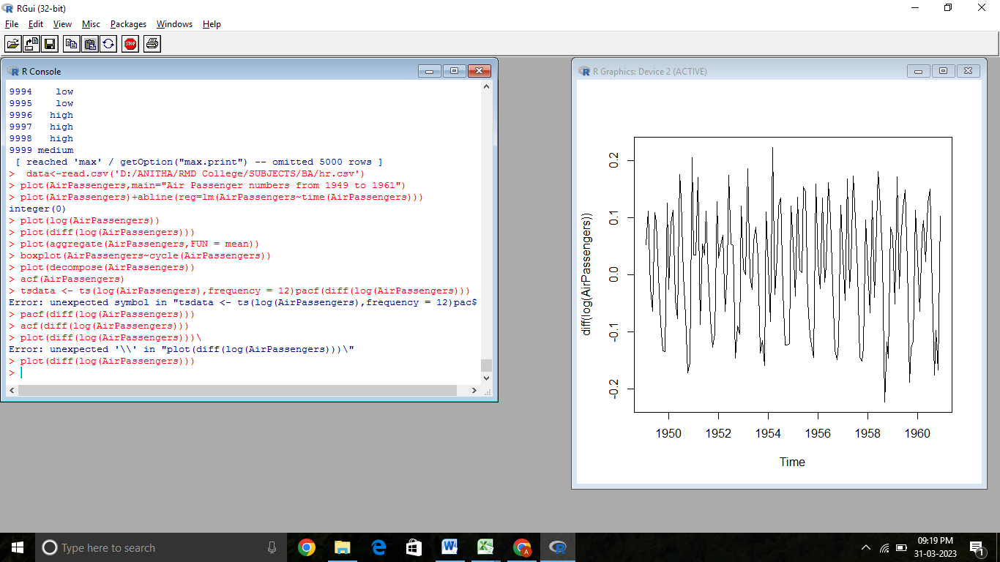 RGui (32-bit)
File Edit View Misc Packages Windows Help
STOP
R Console
9994 low
9995 low
9996 high
9997 high
9998 high
9999 medium
[ reached 'max' / getOption("max.print") -- omitted 5000 rows ]
> data<-read.csv('D:/ANITHA/RMD College/SUBJECTS/BA/hr.csv')
> plot(AirPassengers,main="Air Passenger numbers from 1949 to 1961")
> plot(AirPassengers)+abline(reg=lm(AirPassengers~time(AirPassengers)))
integer(0)
> plot(log(AirPassengers))
> plot(diff(log(AirPassengers)))
> plot(aggregate(AirPassengers,FUN = mean))
> boxplot(AirPassengers~cycle(AirPassengers))
> plot(decompose(AirPassengers))
> acf(AirPassengers)
> tsdata <- ts(log(AirPassengers),frequency = 12)pacf(diff(log(AirPassengers)))
Error: unexpected symbol in "tsdata <- ts(log(AirPassengers),frequency = 12)pac$
> pacf(diff(log(AirPassengers)))
> acf(diff(log(AirPassengers)))
> plot(diff(log(AirPassengers)))\
Error: unexpected '\\' in "plot(diff(log(AirPassengers)))\"
> plot(diff(log(AirPassengers)))
>
R Graphics: Device 2 (ACTIVE)
diff(log(AirPassengers))
0.2
0.1
0.0
-0.1
-0.2
1950 1952 1954 1956 1958 1960
Time
Type here to search
A
09:19 PM
31-03-2023
1